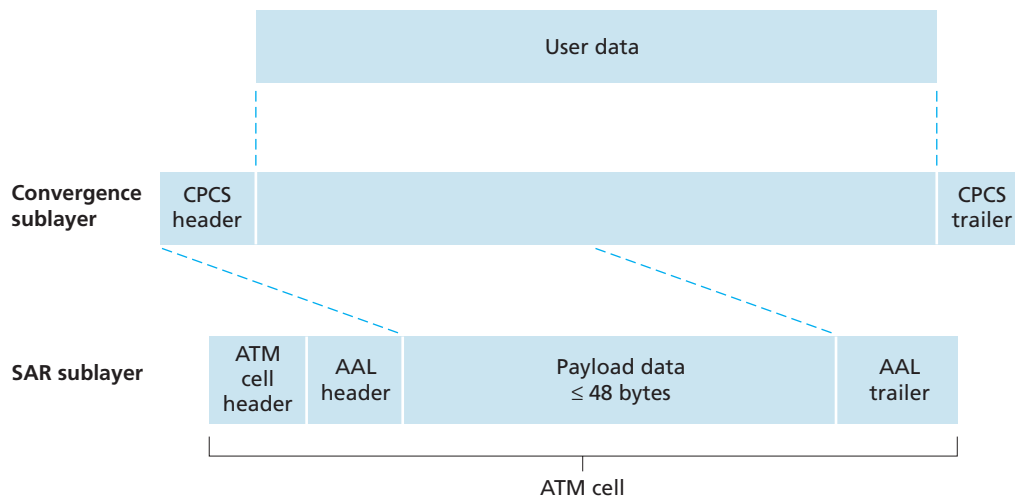 User data
Convergence
sublayer
CPCS
header
CPCS
trailer
SAR sublayer
ATM
cell
header
AAL
header
Payload data
≤ 48 bytes
AAL
trailer
ATM cell